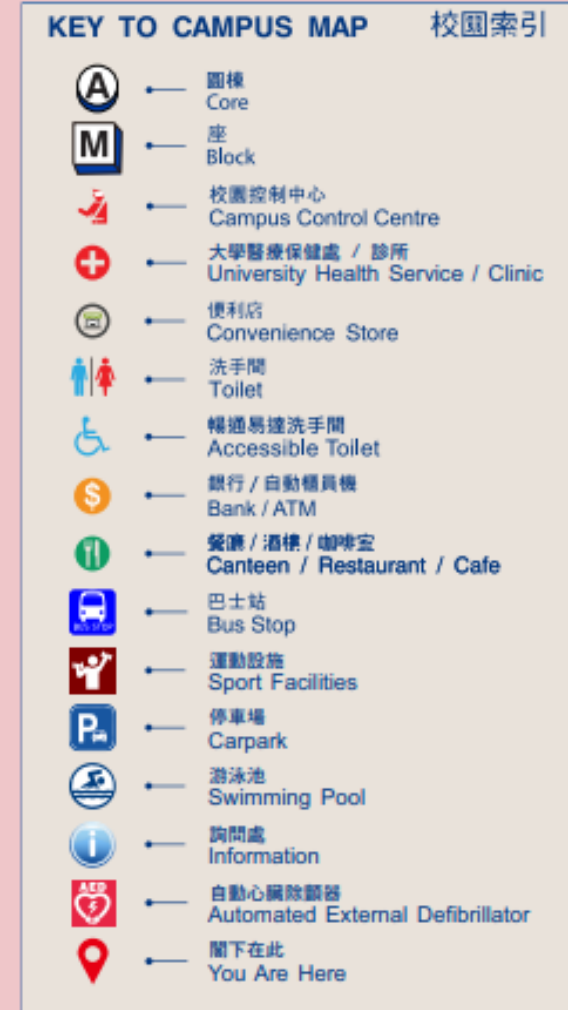 KEY TO CAMPUS MAP 校園索引
A
圓樓
Core
M
座
Block
校園控制中心
Campus Control Centre
大學醫療保健處 / 診所
University Health Service / Clinic
便利店
Convenience Store
洗手間
Toilet
暢通易達洗手間
Accessible Toilet
$
銀行 / 自動櫃員機
Bank / ATM
餐廳 / 酒樓 / 咖啡室
Canteen / Restaurant / Cafe
BUS STOP
巴士站
Bus Stop
運動設施
Sport Facilities
P
停車場
Carpark
游泳池
Swimming Pool
i
詢問處
Information
AED
自動心臟除顫器
Automated External Defibrillator
閣下在此
You Are Here